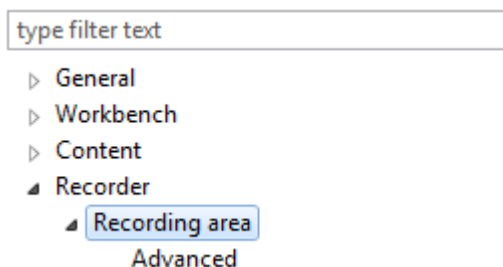 type filter text
General
Workbench
Content
Recorder
Recording area
Advanced